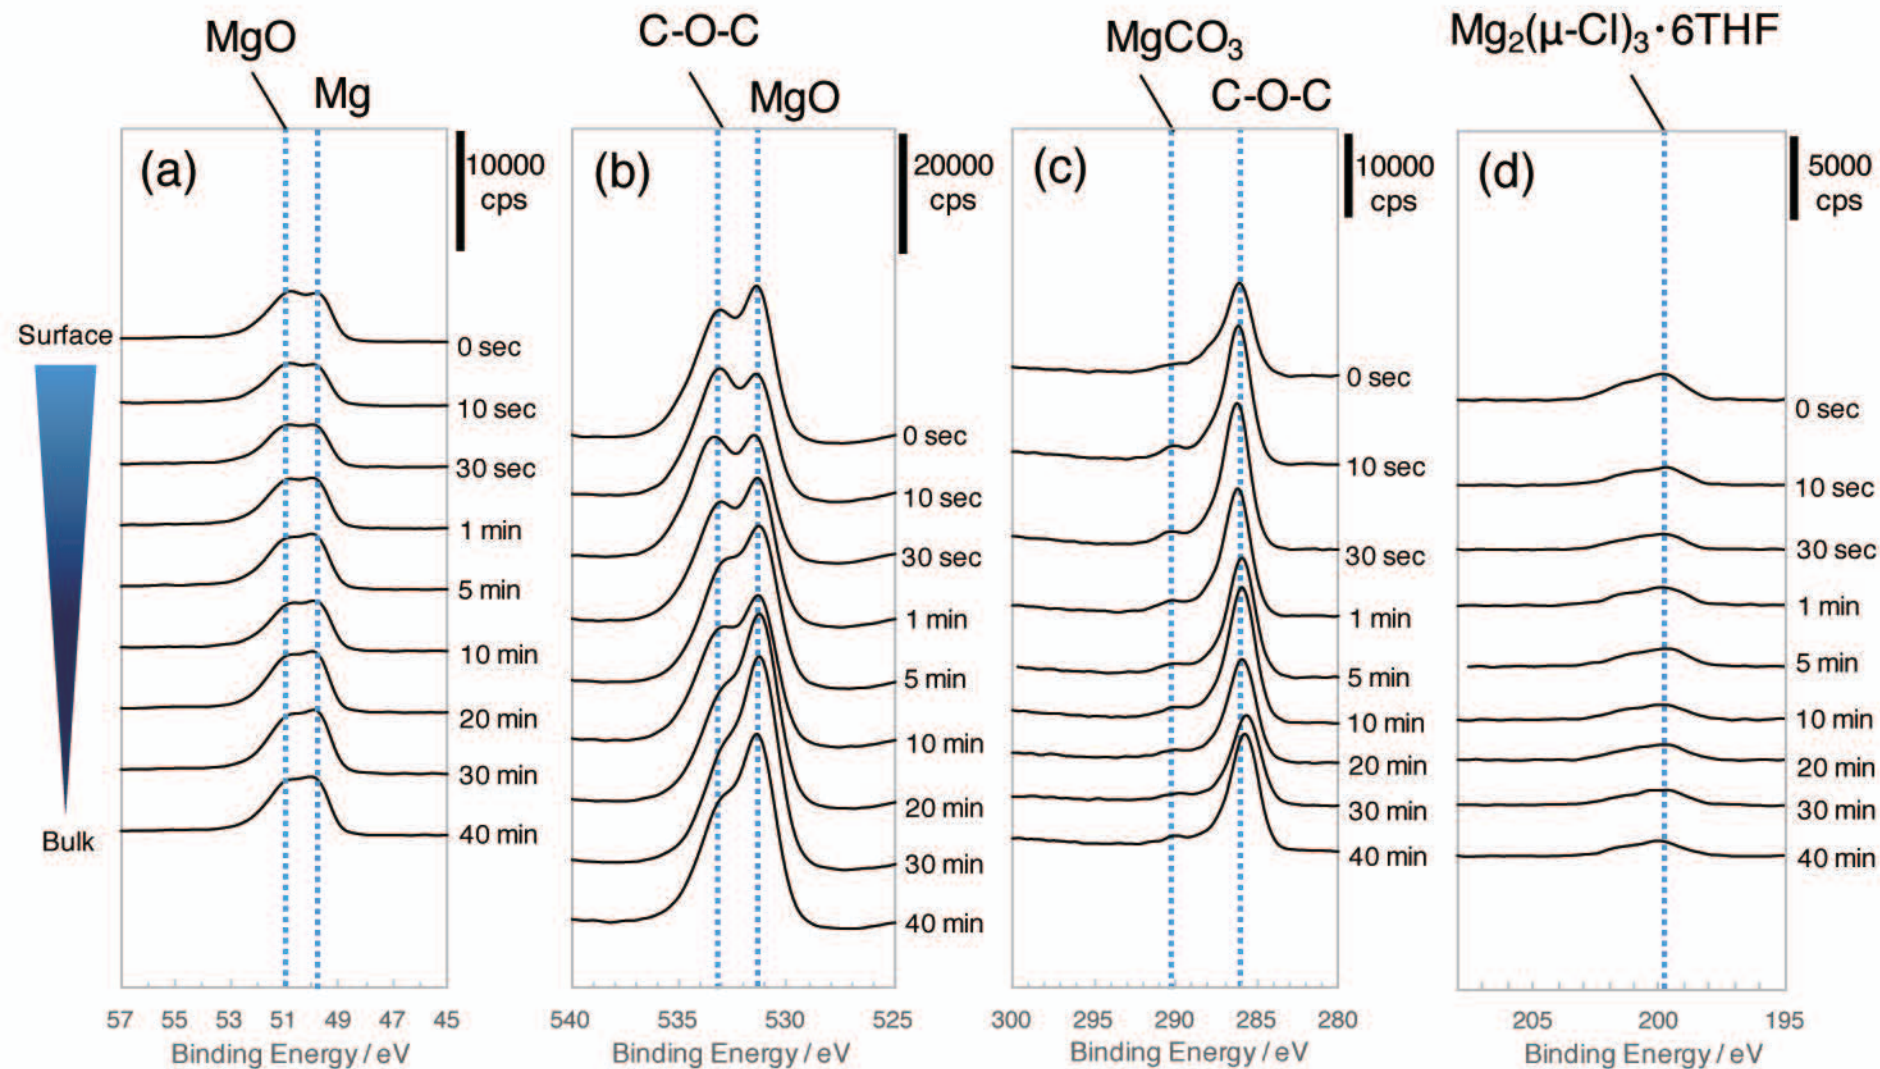 MgO
Mg
C-O-C
MgO
MgCO3
C-O-C
Mg2(μ-Cl)3·6THF
Surface
Bulk
(a)
10000
cps
0 sec
10 sec
30 sec
1 min
5 min
10 min
20 min
30 min
40 min
57 55 53 51 49 47 45
Binding Energy / eV
(b)
20000
cps
0 sec
10 sec
30 sec
1 min
5 min
10 min
20 min
30 min
40 min
540 535 530 525
Binding Energy / eV
(c)
10000
cps
0 sec
10 sec
30 sec
1 min
5 min
10 min
20 min
30 min
40 min
300 295 290 285 280
Binding Energy / eV
(d)
5000
cps
0 sec
10 sec
30 sec
1 min
5 min
10 min
20 min
30 min
40 min
205 200 195
Binding Energy / eV